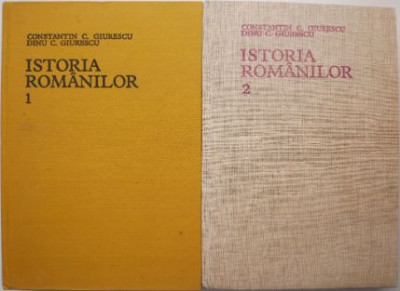 CONSTANTIN C. GIURESCU
DINU C. GIURESCU
ISTORIA
ROMÂNILOR
1
CONSTANTIN C. GIURESCU
DINU C. GIURESCU
ISTORIA
ROMÂNILOR
2